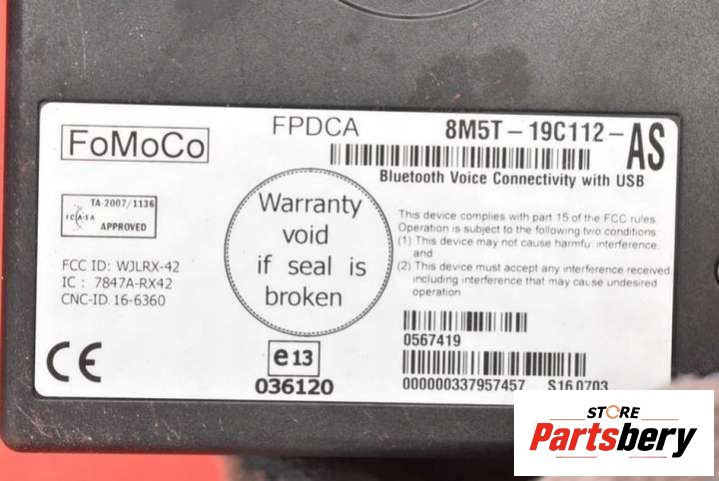 FoMoCo
FPDCA
8M5T-19C112-AS
Bluetooth Voice Connectivity with USB
TA-2007/1136
ICASA
APPROVED
FCC ID: WJLRX-42
IC : 7847A-RX42
CNC-ID 16-6360
Warranty
void
if seal is
broken
This device complies with part 15 of the FCC rules
Operation is subject to the following two conditions
(1) This device may not cause harmfu interference
and
(2) This device must accept any interference received
including interference that may cause undesired
operation
CE
e13
036120
0567419
000000337957457 S16.0703
STORE
Partsbery